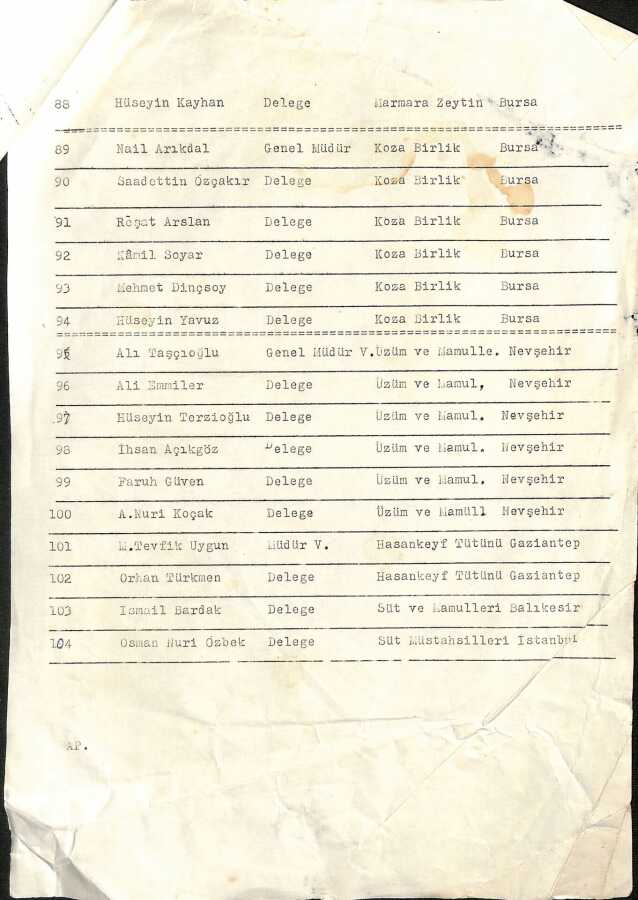 88 Hüseyin Kayhan Delege Marmara Zeytin Bursa
89 Nail Arıkdal Genel Müdür Koza Birlik Bursa
90 Saadettin Özçakır Delege Koza Birlik Bursa
91 Reşat Arslan Delege Koza Birlik Bursa
92 Kâmil Soyar Delege Koza Birlik Bursa
93 Mehmet Dinçsoy Delege Koza Birlik Bursa
94 Hüseyin Yavuz Delege Koza Birlik Bursa
95 Alı Taşçıoğlu Genel Müdür V. Üzüm ve Mamulle. Nevşehir
96 Ali Emmiler Delege Üzüm ve Mamul, Nevşehir
97 Hüseyin Terzioğlu Delege Üzüm ve Mamul. Nevşehir
98 İhsan Açıkgöz Delege Üzüm ve Mamul. Nevşehir
99 Faruh Güven Delege Üzüm ve Mamul. Nevşehir
100 A.Nuri Koçak Delege Üzüm ve Mamüll Nevşehir
101 M.Tevfik Uygun Müdür V. Hasankeyf Tütünü Gaziantep
102 Orhan Türkmen Delege Hasankeyf Tütünü Gaziantep
103 Ismail Bardak Delege Süt ve Mamulleri Balıkesir
104 Osman Nuri Özbek Delege Süt Müstahsilleri Istanbul
AP.